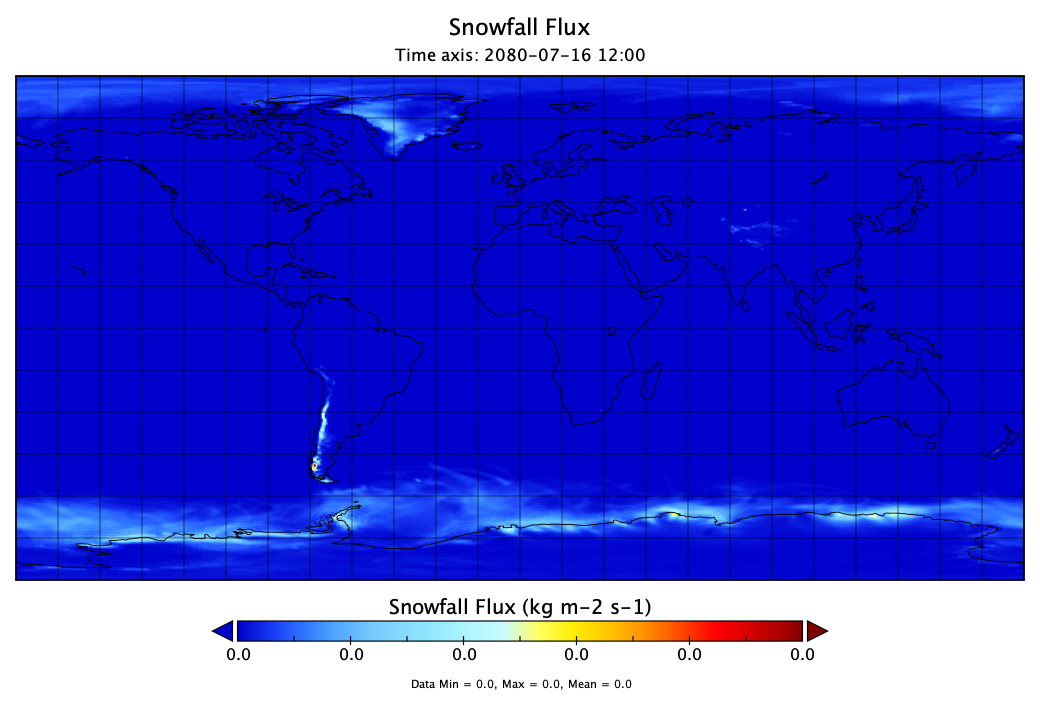 Snowfall Flux
Time axis: 2080-07-16 12:00
Snowfall Flux (kg m-2 s-1)
0.0 0.0 0.0 0.0 0.0 0.0
Data Min = 0.0, Max = 0.0, Mean = 0.0